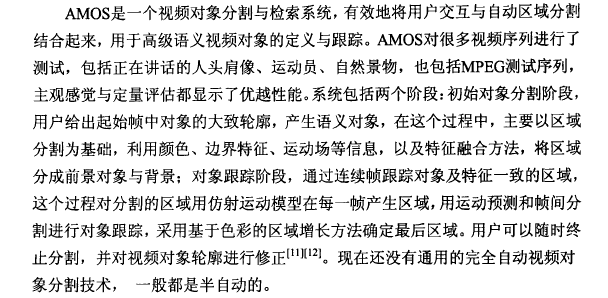 AMOS是一个视频对象分割与检索系统，有效地将用户交互与自动区域分割
结合起来，用于高级语义视频对象的定义与跟踪。AMOS对很多视频序列进行了
测试，包括正在讲话的人头肩像、运动员、自然景物，也包括MPEG测试序列，
主观感觉与定量评估都显示了优越性能。系统包括两个阶段：初始对象分割阶段，
用户给出起始帧中对象的大致轮廓，产生语义对象，在这个过程中，主要以区域
分割为基础，利用颜色、边界特征、运动场等信息，以及特征融合方法，将区域
分成前景对象与背景；对象跟踪阶段，通过连续帧跟踪对象及特征一致的区域，
这个过程对分割的区域用仿射运动模型在每一帧产生区域，用运动预测和帧间分
割进行对象跟踪，采用基于色彩的区域增长方法确定最后区域。用户可以随时终
止分割，并对视频对象轮廓进行修正[11][12]。现在还没有通用的完全自动视频对
象分割技术， 一般都是半自动的。